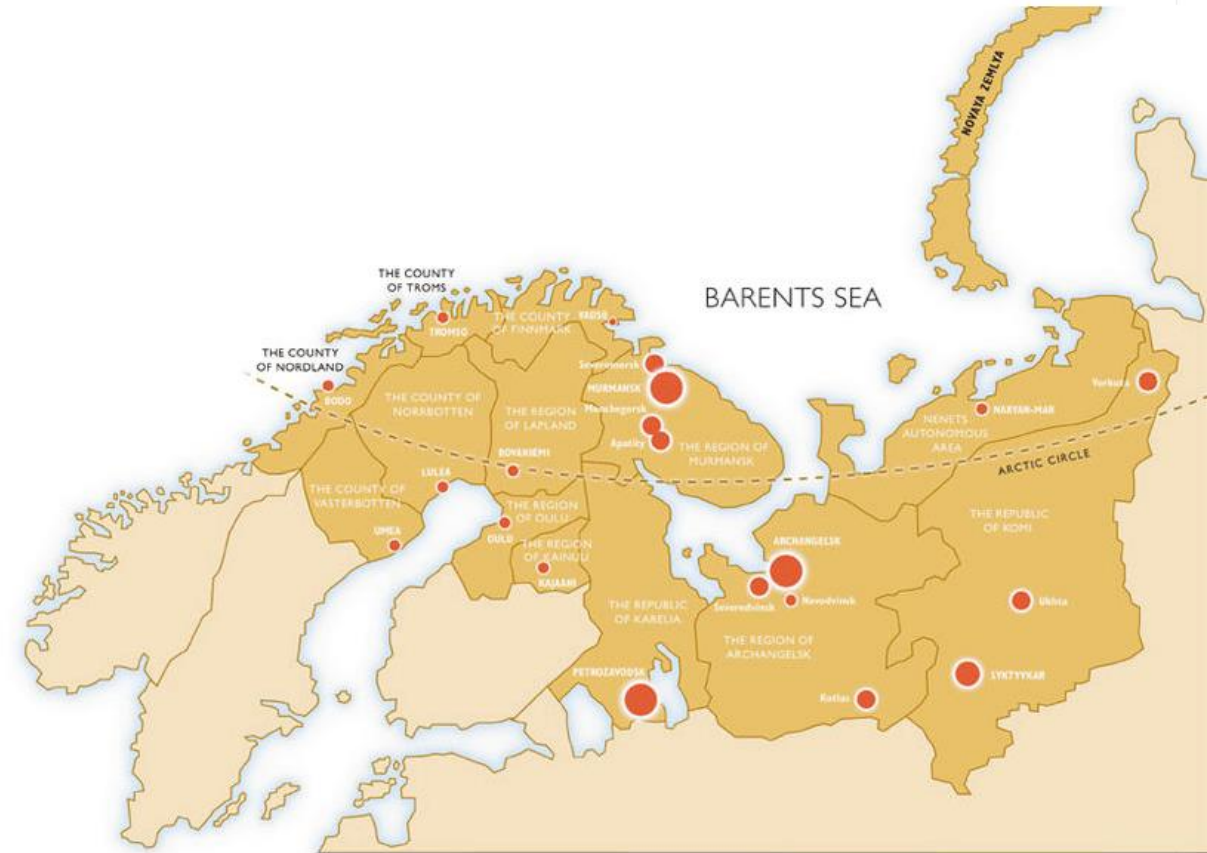 NOVAYA ZEMLYA
THE COUNTY
OF TROMS
BARENTS SEA
THE COUNTY
OF FINNMARK
VADSO
TROMSO
THE COUNTY
OF NORDLAND
BODO
Severomorsk
MURMANSK
Monchegorsk
Apatity
THE REGION OF
MURMANSK
THE COUNTY OF
NORRBOTTEN
THE REGION
OF LAPLAND
ROVANIEMI
Vorkuta
NARYAN-MAR
NENETS
AUTONOMOUS
AREA
ARCTIC CIRCLE
LULEA
THE COUNTY OF
VASTERBOTTEN
UMEA
THE REGION
OF OULU
OULU
THE REGION
OF KAINUU
KAJAANI
THE REPUBLIC
OF KOMI
ARCHANGELSK
Severodvinsk
Novodvinsk
Ukhta
THE REPUBLIC
OF KARELIA
THE REGION OF
ARCHANGELSK
PETROZAVODSK
Kotlas
SYKTYVKAR